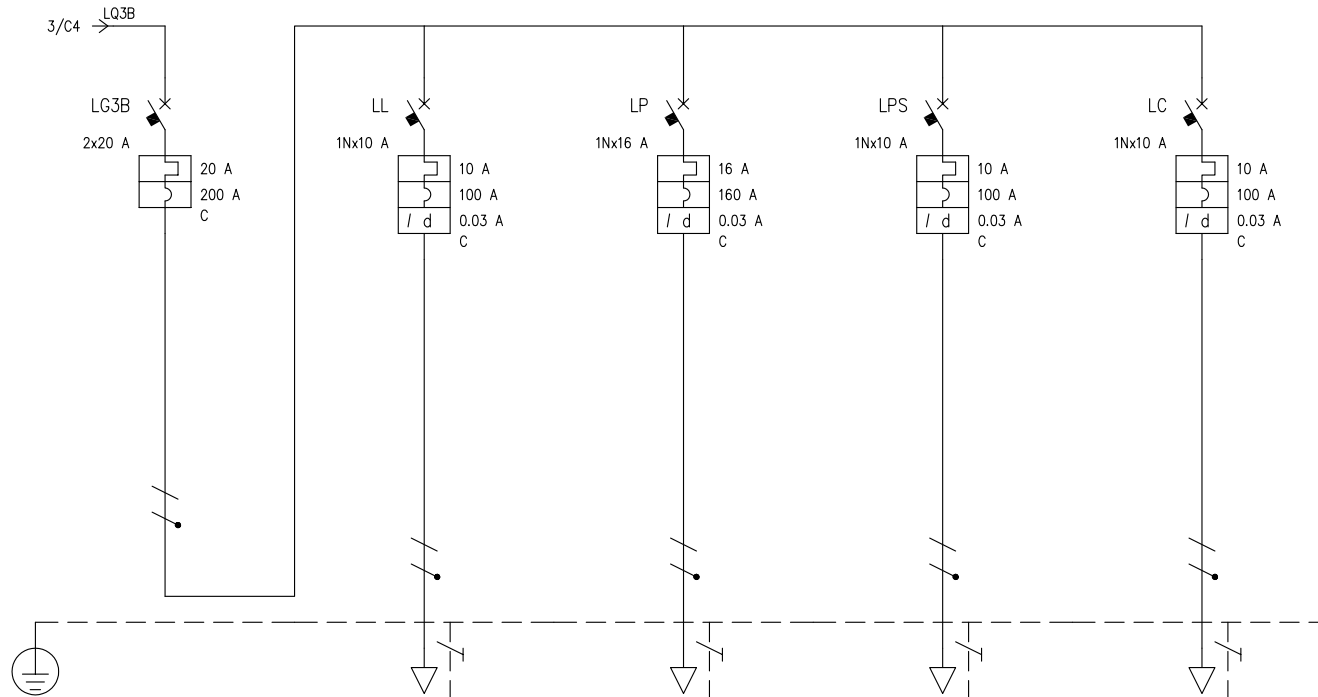 LQ3B
3/C4
LG3B
2x20 A
20 A
200 A
C
LL
1Nx10 A
10 A
100 A
I d
0.03 A
C
LP
1Nx16 A
16 A
160 A
I d
0.03 A
C
LPS
1Nx10 A
10 A
100 A
I d
0.03 A
C
LC
1Nx10 A
10 A
100 A
I d
0.03 A
C